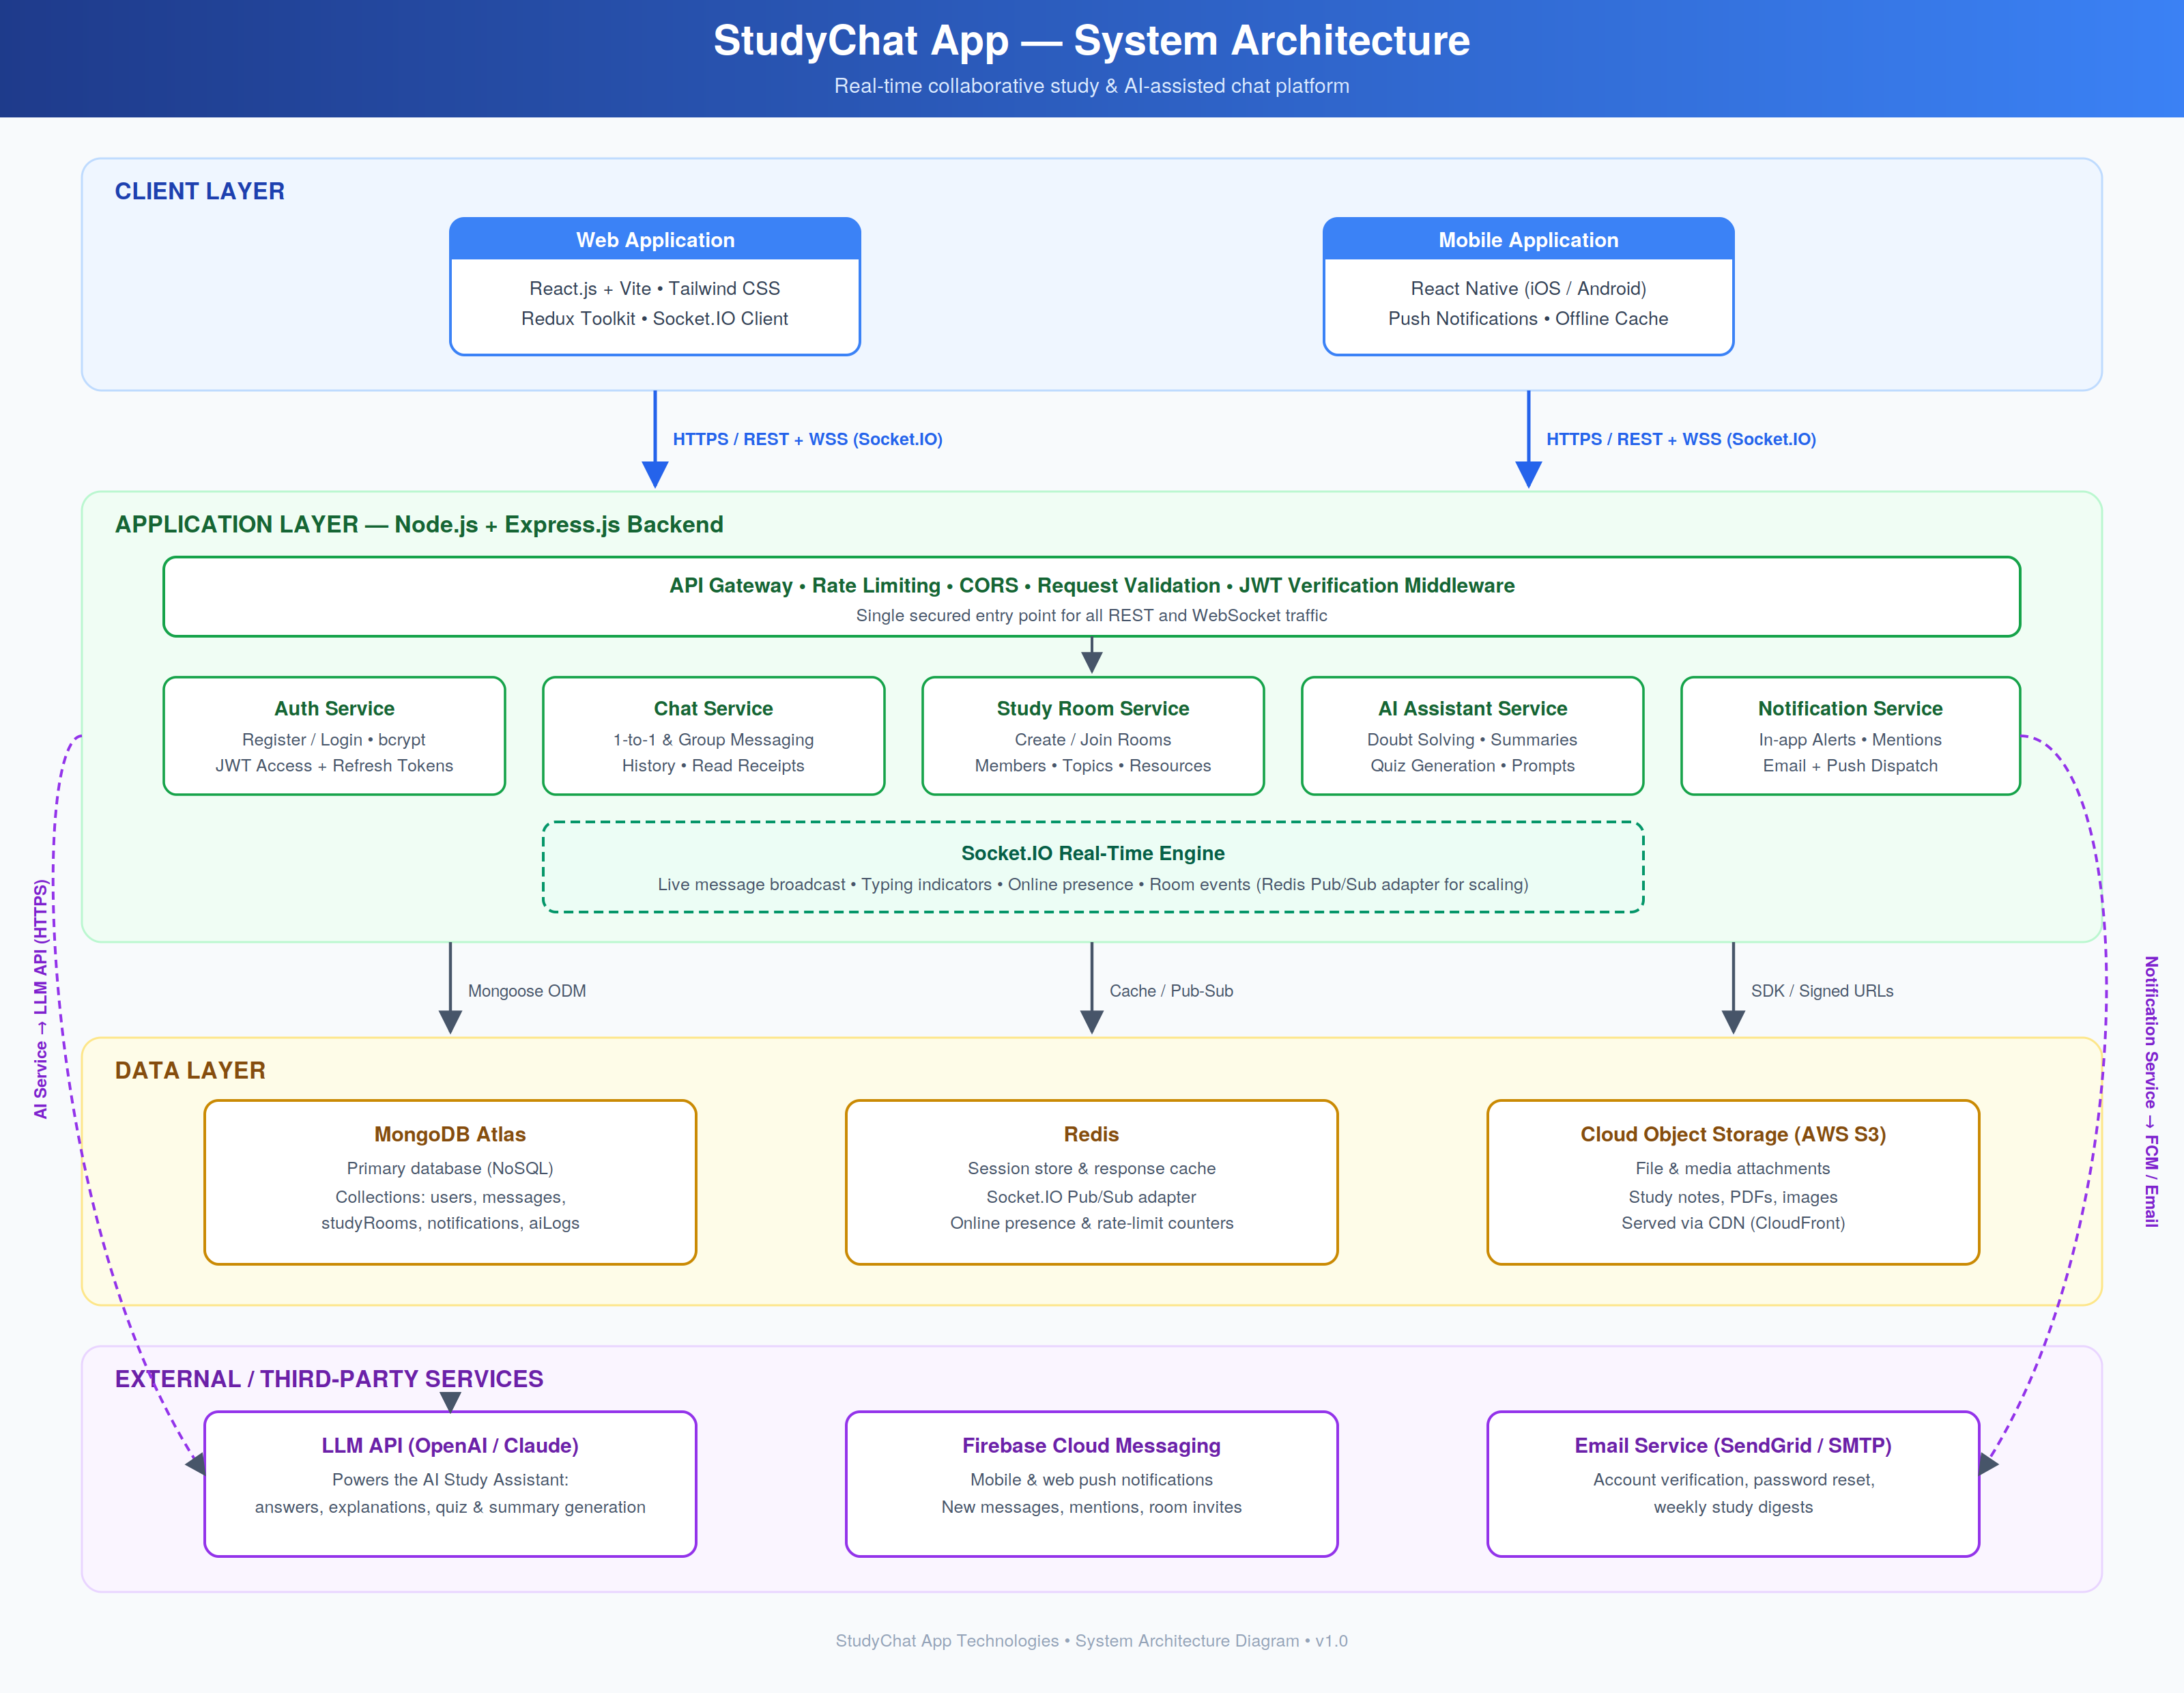 StudyChat App — System Architecture
Real-time collaborative study & AI-assisted chat platform
CLIENT LAYER
Web Application
React.js + Vite • Tailwind CSS
Redux Toolkit • Socket.IO Client
Mobile Application
React Native (iOS / Android)
Push Notifications • Offline Cache
HTTPS / REST + WSS (Socket.IO)
HTTPS / REST + WSS (Socket.IO)
APPLICATION LAYER — Node.js + Express.js Backend
API Gateway • Rate Limiting • CORS • Request Validation • JWT Verification Middleware
Single secured entry point for all REST and WebSocket traffic
Auth Service
Register / Login • bcrypt
JWT Access + Refresh Tokens
Chat Service
1-to-1 & Group Messaging
History • Read Receipts
Study Room Service
Create / Join Rooms
Members • Topics • Resources
AI Assistant Service
Doubt Solving • Summaries
Quiz Generation • Prompts
Notification Service
In-app Alerts • Mentions
Email + Push Dispatch
Socket.IO Real-Time Engine
Live message broadcast • Typing indicators • Online presence • Room events (Redis Pub/Sub adapter for scaling)
AI Service → LLM API (HTTPS)
Notification Service → FCM / Email
Mongoose ODM
Cache / Pub-Sub
SDK / Signed URLs
DATA LAYER
MongoDB Atlas
Primary database (NoSQL)
Collections: users, messages,
studyRooms, notifications, aiLogs
Redis
Session store & response cache
Socket.IO Pub/Sub adapter
Online presence & rate-limit counters
Cloud Object Storage (AWS S3)
File & media attachments
Study notes, PDFs, images
Served via CDN (CloudFront)
EXTERNAL / THIRD-PARTY SERVICES
LLM API (OpenAI / Claude)
Powers the AI Study Assistant:
answers, explanations, quiz & summary generation
Firebase Cloud Messaging
Mobile & web push notifications
New messages, mentions, room invites
Email Service (SendGrid / SMTP)
Account verification, password reset,
weekly study digests
StudyChat App Technologies • System Architecture Diagram • v1.0